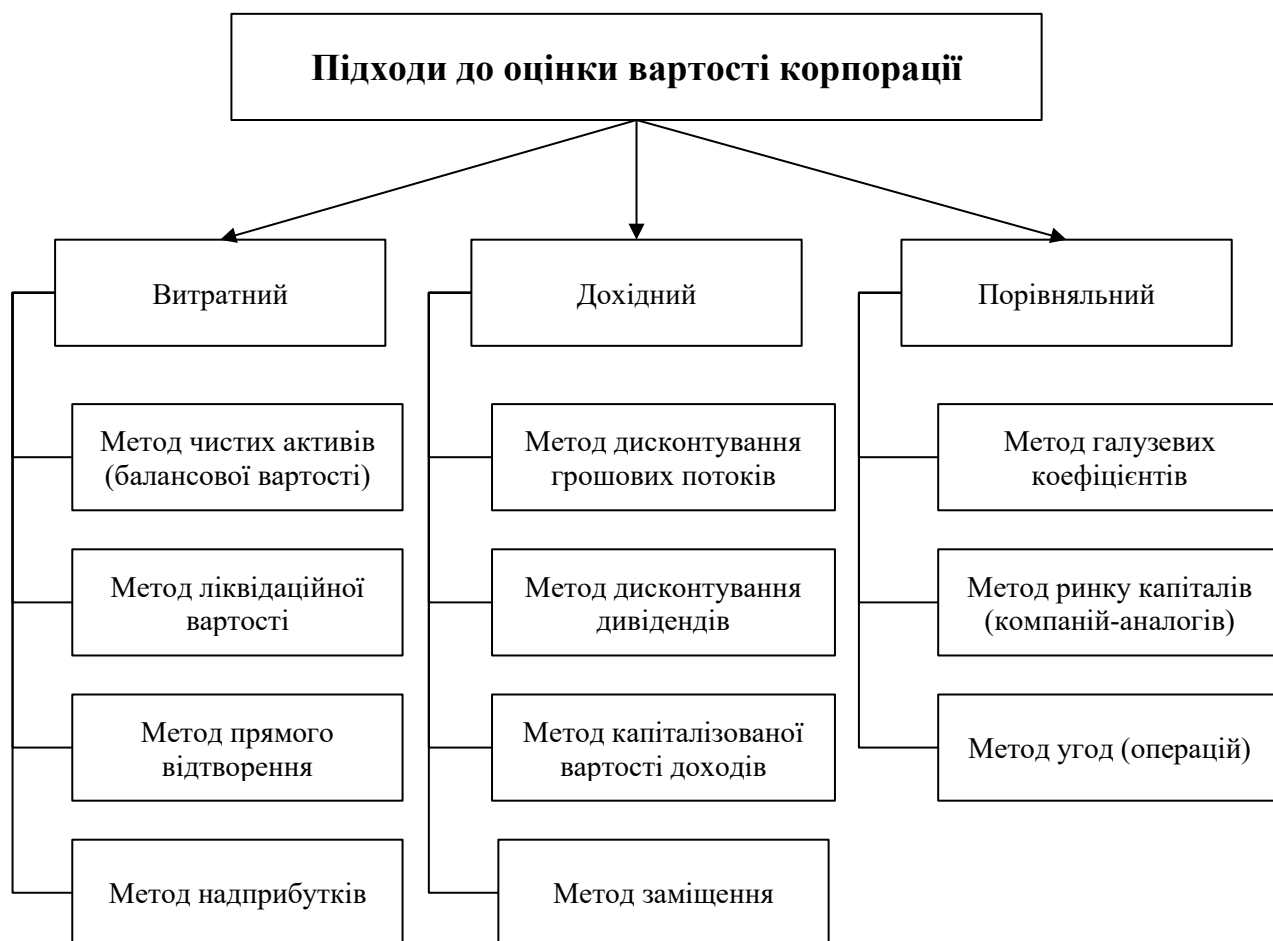 Підходи до оцінки вартості корпорації
Витратний
Дохідний
Порівняльний
Метод чистих активів
(балансової вартості)
Метод дисконтування
грошових потоків
Метод галузевих
коефіцієнтів
Метод ліквідаційної
вартості
Метод дисконтування
дивідендів
Метод ринку капіталів
(компаній-аналогів)
Метод прямого
відтворення
Метод капіталізованої
вартості доходів
Метод угод (операцій)
Метод надприбутків
Метод заміщення